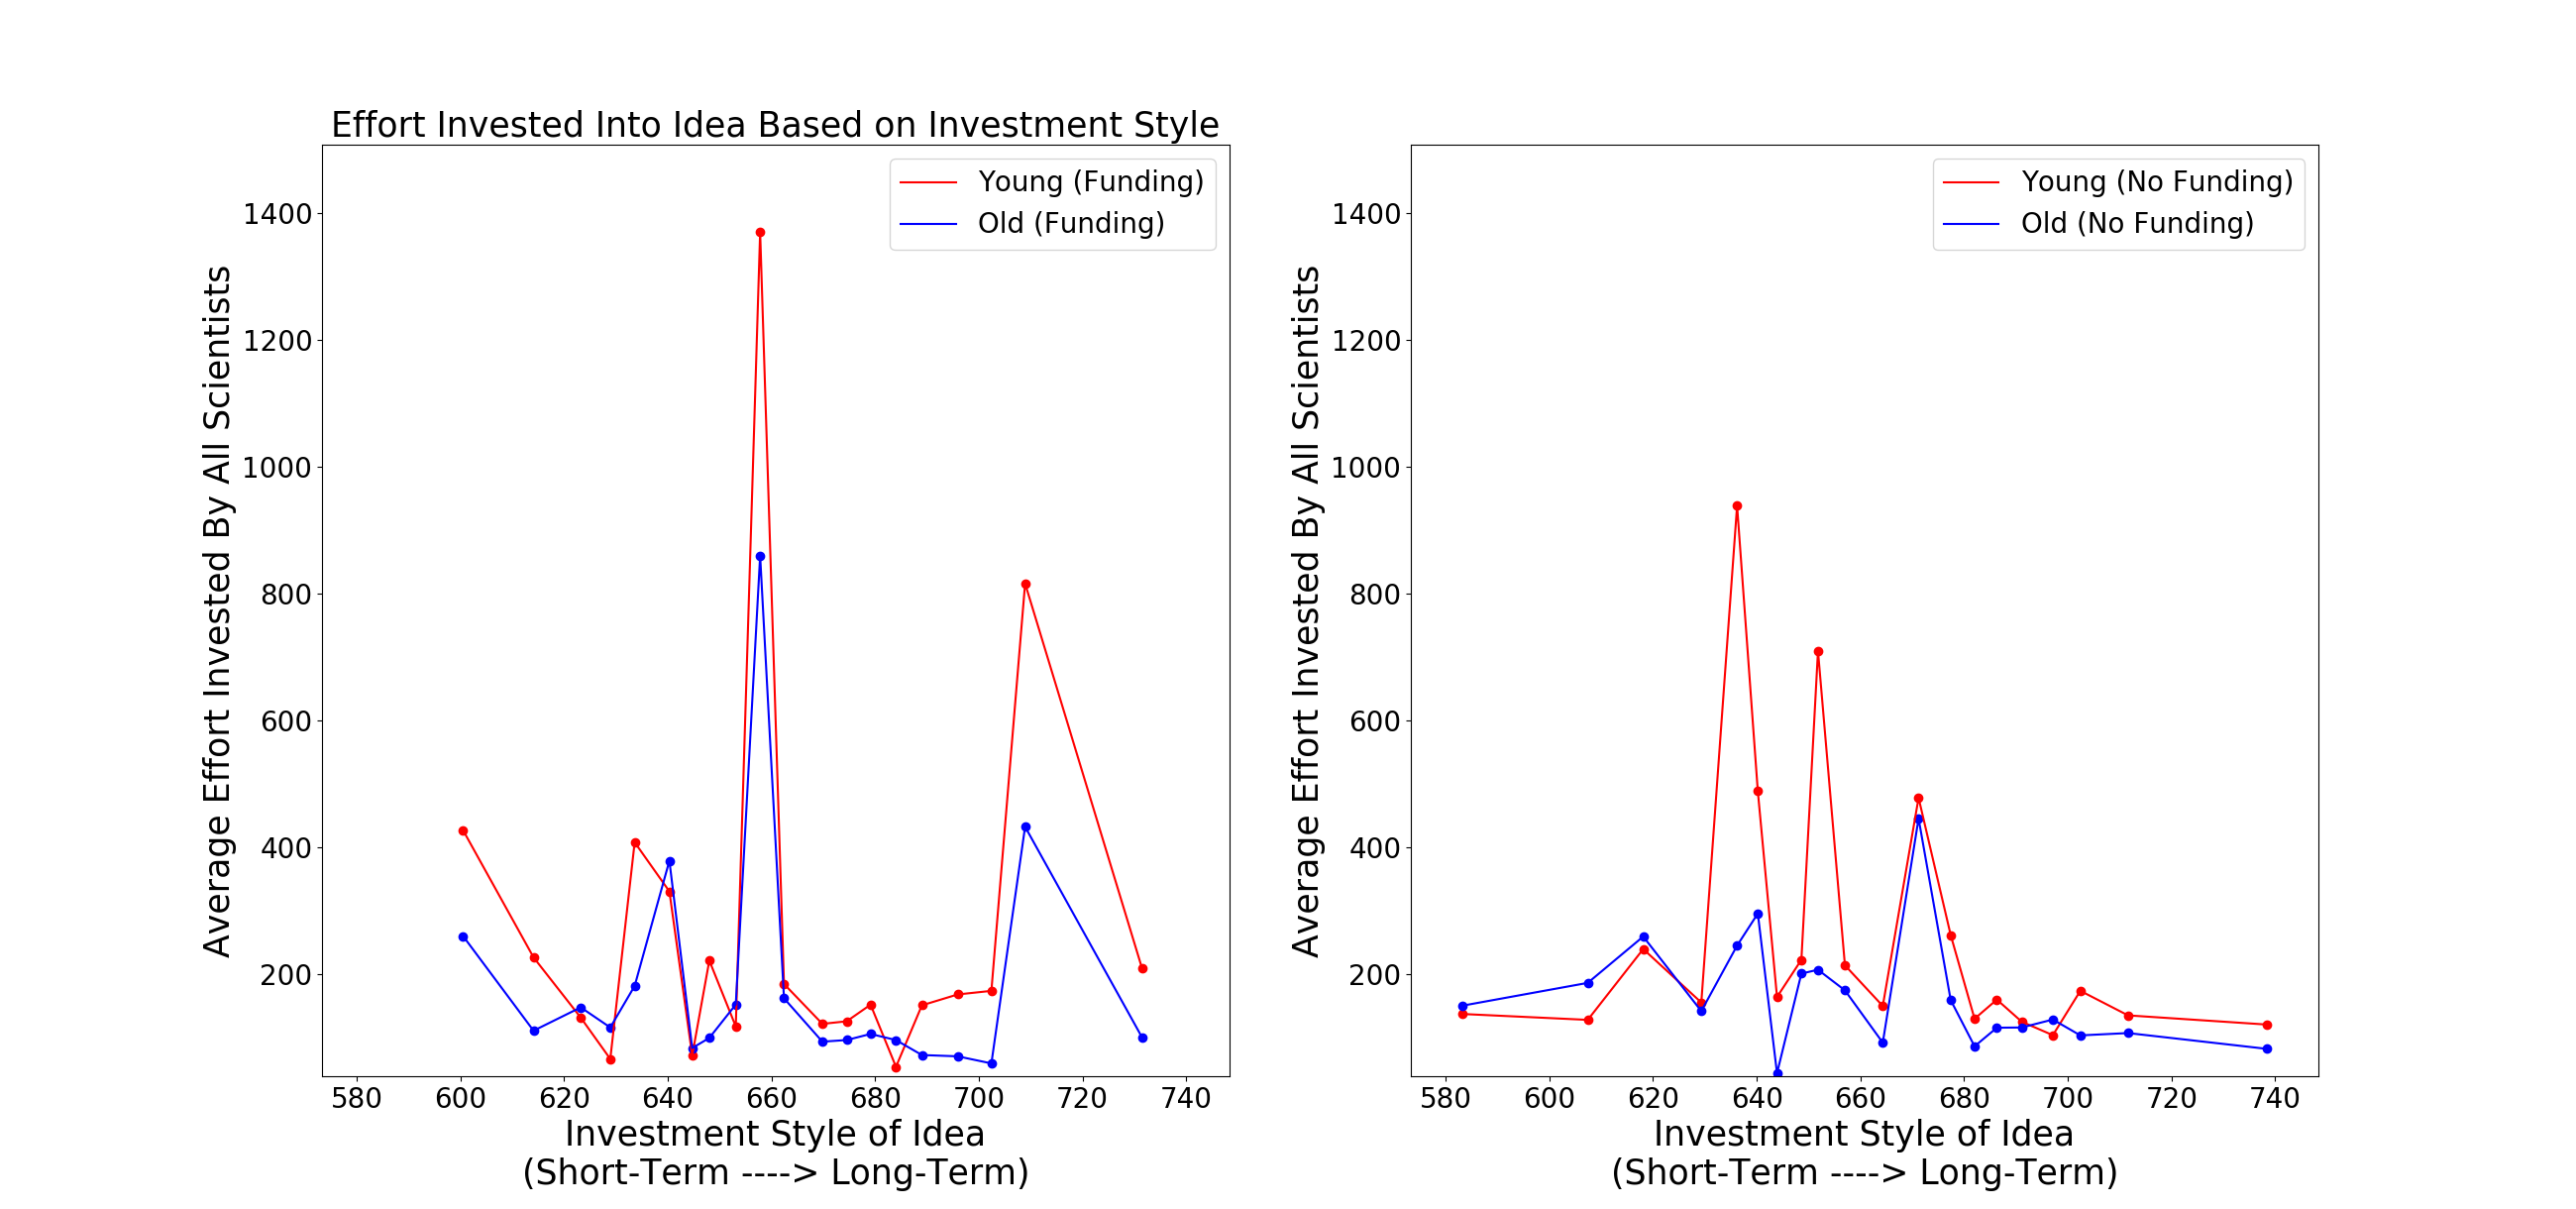 Effort Invested Into Idea Based on Investment Style
Young (Funding)
Old (Funding)
Average Effort Invested By All Scientists
1400
1200
1000
800
600
400
200
580 600 620 640 660 680 700 720 740
Investment Style of Idea
(Short-Term ----> Long-Term)
Young (No Funding)
Old (No Funding)
Average Effort Invested By All Scientists
1400
1200
1000
800
600
400
200
580 600 620 640 660 680 700 720 740
Investment Style of Idea
(Short-Term ----> Long-Term)